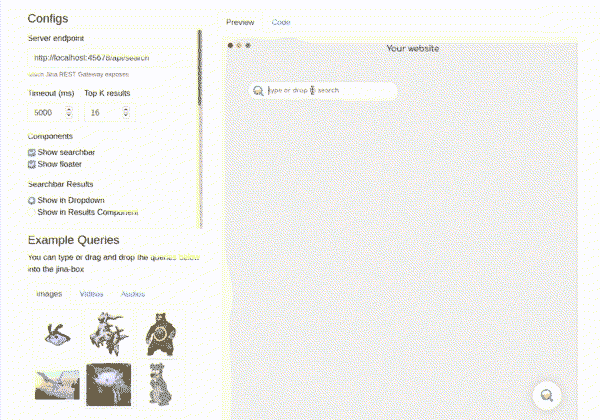 Configs
Server endpoint
http://localhost:45678/api/search
Jina REST Gateway exposes
Timeout (ms) Top K results
5000 16
Components
Show searchbar
Show floater
Searchbar Results
Show in Dropdown
Show in Results Component
Example Queries
You can type or drag and drop the queries below
into the jina-box
Images Videos Audios
Preview Code
Your website
type or drop to search